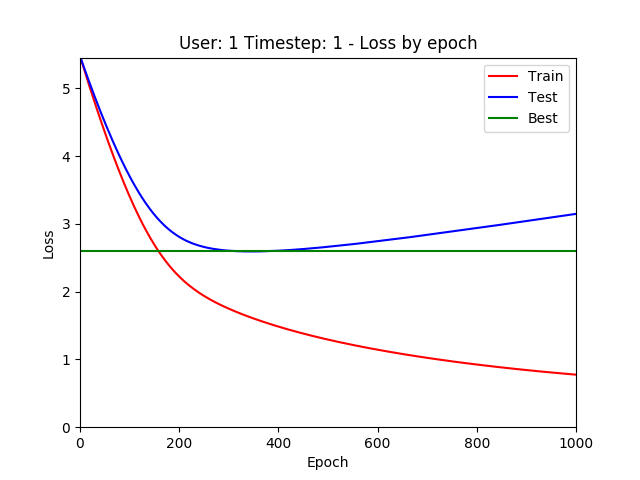 User: 1 Timestep: 1 - Loss by epoch
Train
Test
Best
5
4
3
2
1
0
Loss
0 200 400 600 800 1000
Epoch